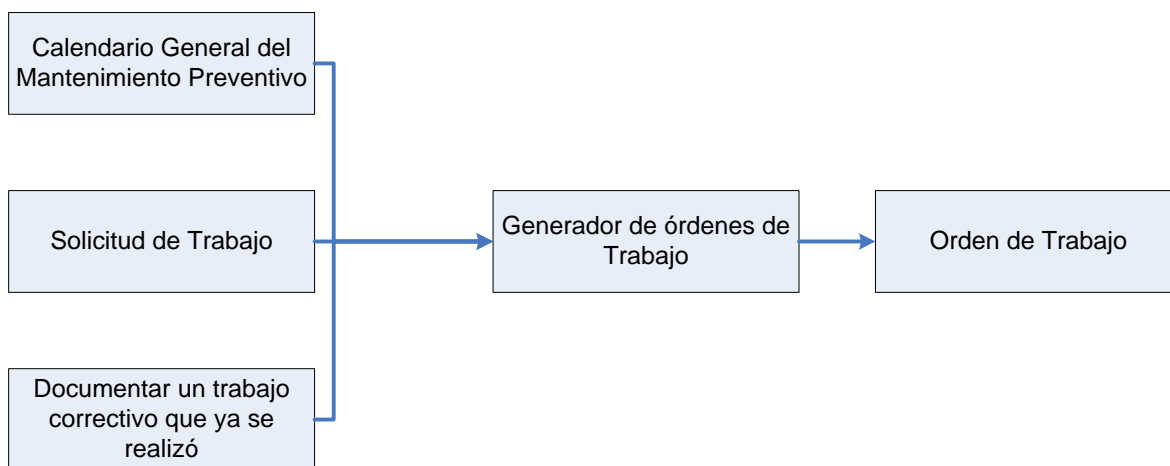 Calendario General del
Mantenimiento Preventivo
Solicitud de Trabajo
Generador de órdenes de
Trabajo
Orden de Trabajo
Documentar un trabajo
correctivo que ya se
realizó